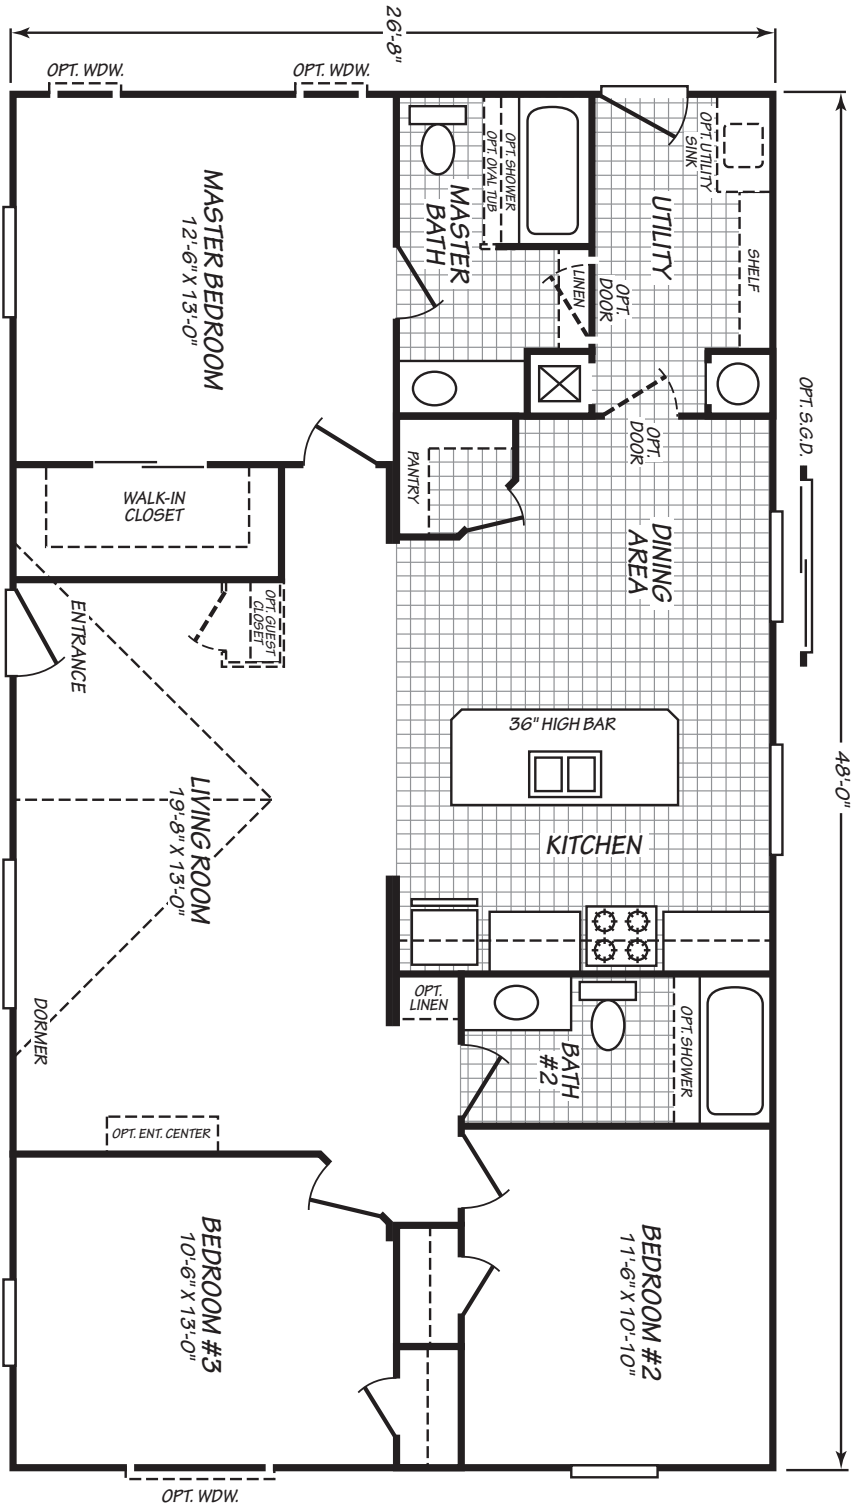 26'-8"
OPT. WDW.
OPT. WDW.
MASTER BEDROOM
12'-6" X 13'-0"
MASTER
BATH
OPT. SHOWER
OPT. OVAL TUB
LINEN
OPT.
DOOR
UTILITY
OPT. UTILITY
SINK
SHELF
OPT. S.G.D.
OPT.
DOOR
PANTRY
WALK-IN
CLOSET
DINING
AREA
ENTRANCE
OPT. GUEST
CLOSET
36" HIGH BAR
48'-0"
LIVING ROOM
19'-8" X 13'-0"
KITCHEN
DORMER
OPT.
LINEN
BATH
#2
OPT. SHOWER
OPT. ENT. CENTER
BEDROOM #3
10'-6" X 13'-0"
BEDROOM #2
11'-6" X 10'-10"
OPT. WDW.